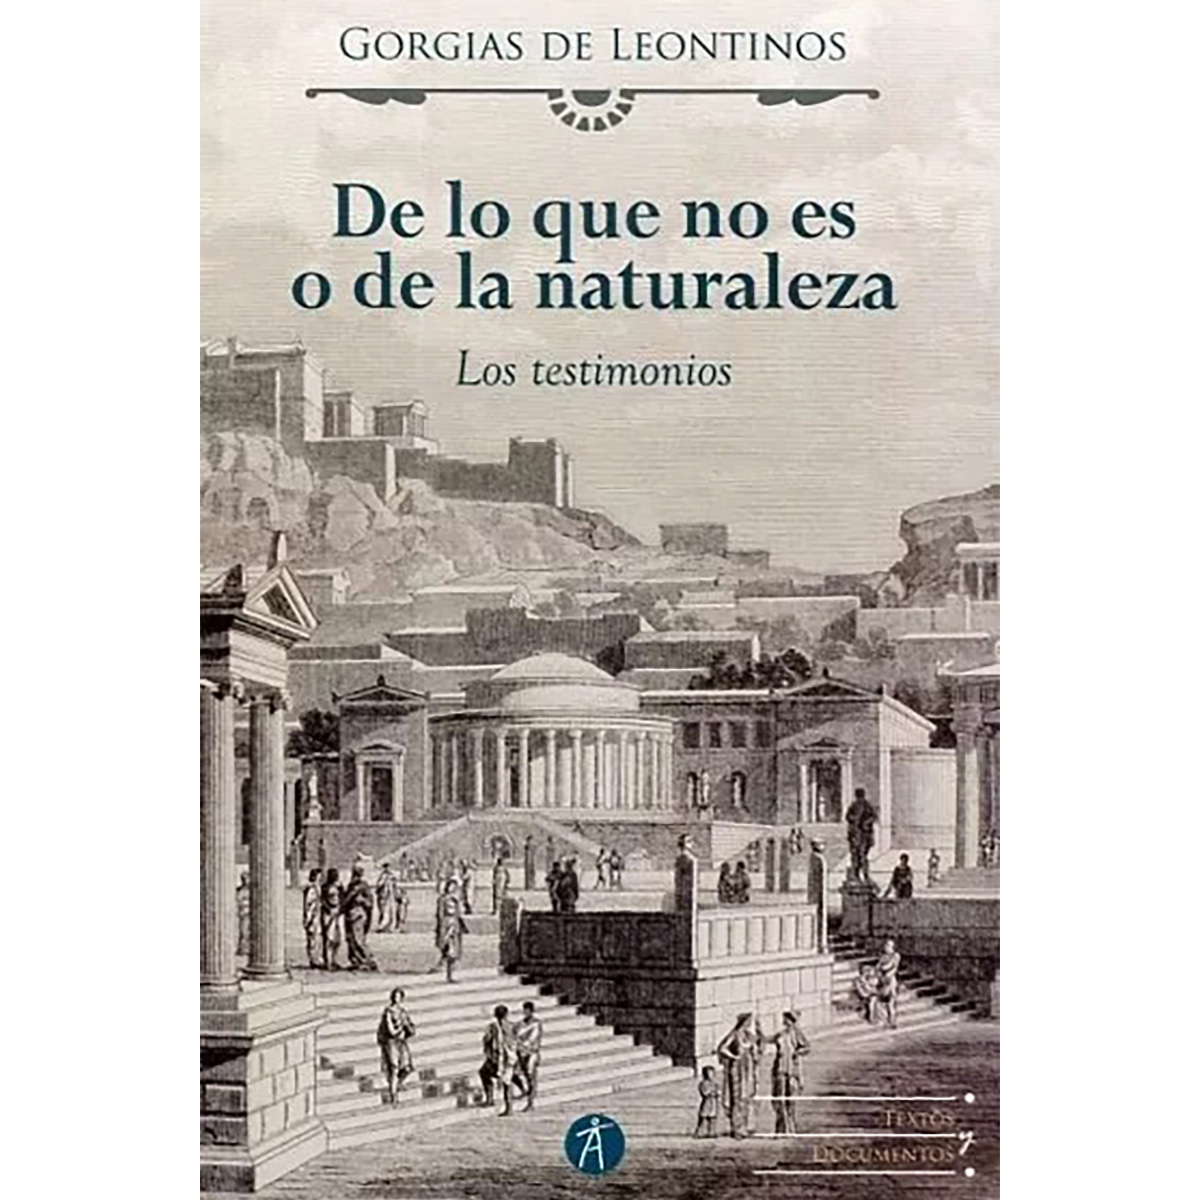 GORGIAS DE LEONTINOS
De lo que no es
o de la naturaleza
Los testimonios
TEXTOS
y
DOCUMENTOS